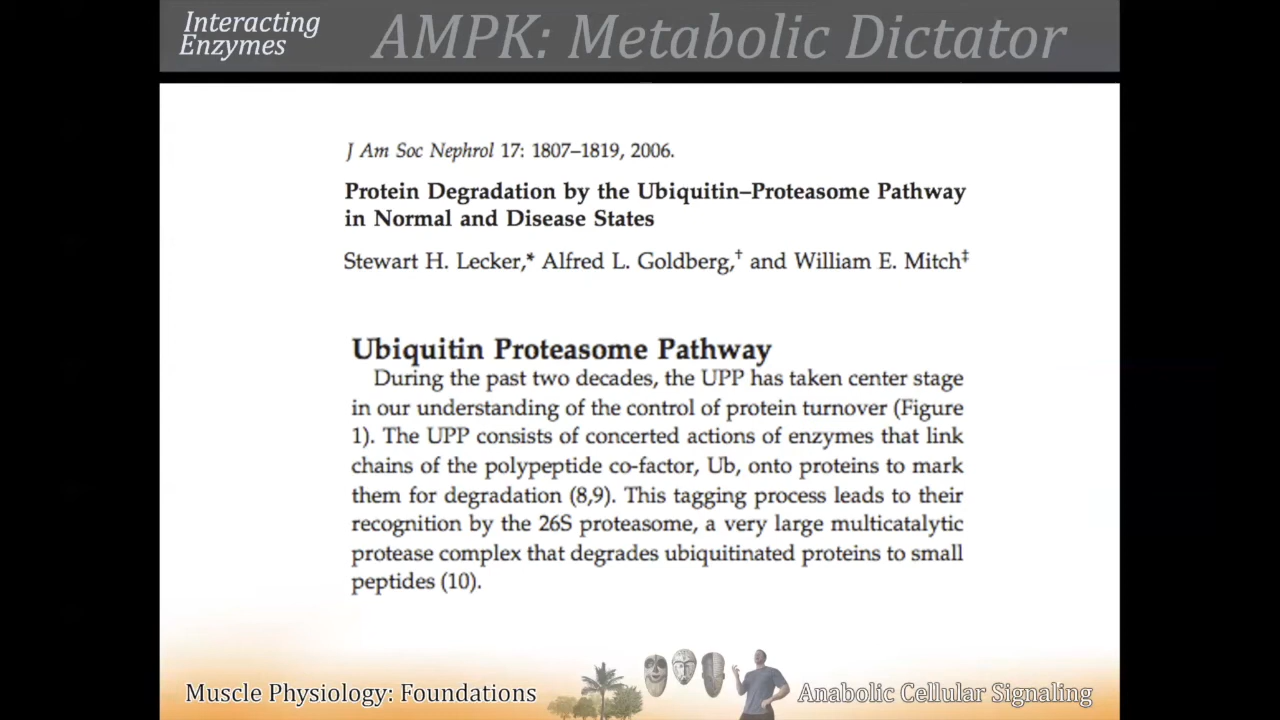 Interacting
Enzymes
AMPK: Metabolic Dictator
J Am Soc Nephrol 17: 1807–1819, 2006.
Protein Degradation by the Ubiquitin–Proteasome Pathway
in Normal and Disease States
Stewart H. Lecker,* Alfred L. Goldberg,† and William E. Mitch‡
Ubiquitin Proteasome Pathway
During the past two decades, the UPP has taken center stage
in our understanding of the control of protein turnover (Figure
1). The UPP consists of concerted actions of enzymes that link
chains of the polypeptide co-factor, Ub, onto proteins to mark
them for degradation (8,9). This tagging process leads to their
recognition by the 26S proteasome, a very large multicatalytic
protease complex that degrades ubiquitinated proteins to small
peptides (10).
Muscle Physiology: Foundations
Anabolic Cellular Signaling